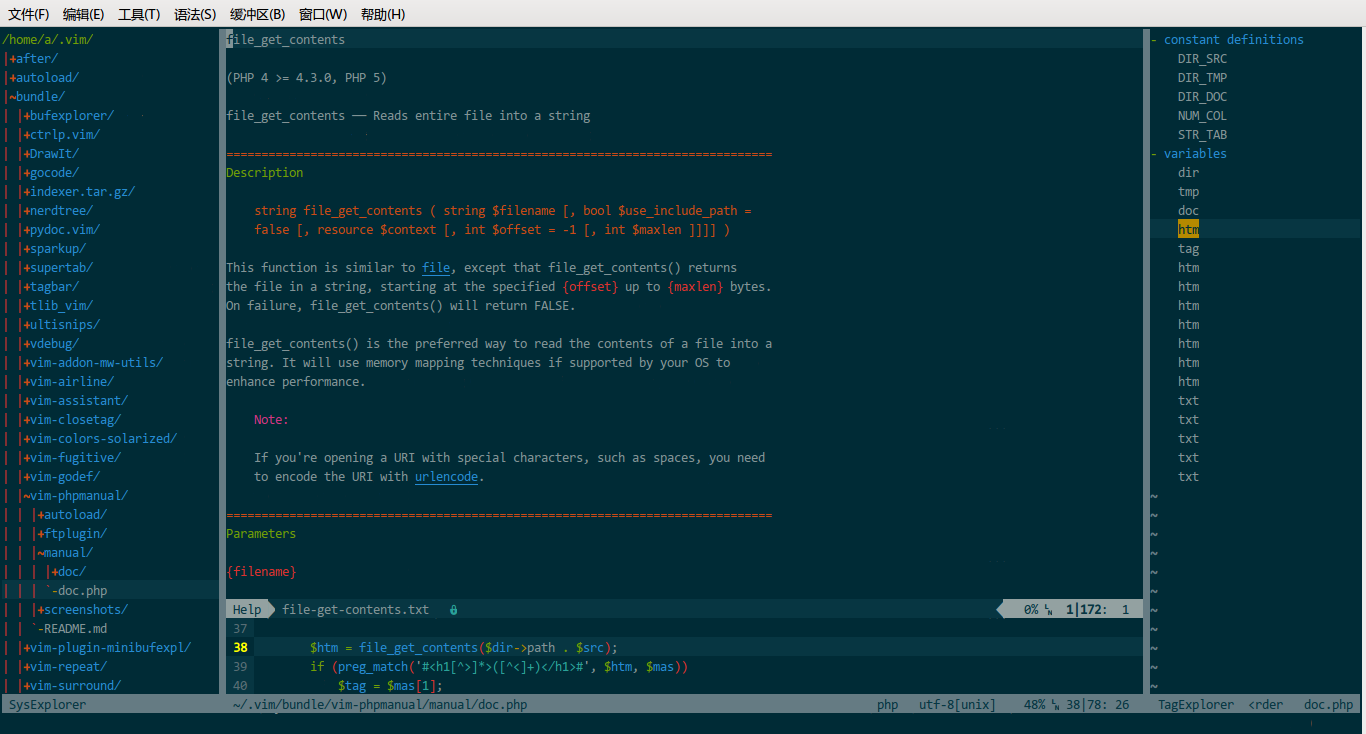 文件(F) 编辑(E) 工具(T) 语法(S) 缓冲区(B) 窗口(W) 帮助(H)
/home/a/.vim/
|+after/
|+autoload/
|~bundle/
| |+bufexplorer/
| |+ctrlp.vim/
| |+DrawIt/
| |+gocode/
| |+indexer.tar.gz/
| |+nerdtree/
| |+pydoc.vim/
| |+sparkup/
| |+supertab/
| |+tagbar/
| |+tlib_vim/
| |+ultisnips/
| |+vdebug/
| |+vim-addon-mw-utils/
| |+vim-airline/
| |+vim-assistant/
| |+vim-closetag/
| |+vim-colors-solarized/
| |+vim-fugitive/
| |+vim-godef/
| |~vim-phpmanual/
| | |+autoload/
| | |+ftplugin/
| | |~manual/
| | | |+doc/
| | | `-doc.php
| | |+screenshots/
| | `-README.md
| |+vim-plugin-minibufexpl/
| |+vim-repeat/
| |+vim-surround/
SysExplorer
file_get_contents
(PHP 4 >= 4.3.0, PHP 5)
file_get_contents — Reads entire file into a string
==============================================================================
Description
string file_get_contents ( string $filename [, bool $use_include_path =
false [, resource $context [, int $offset = -1 [, int $maxlen ]]]] )
This function is similar to file, except that file_get_contents() returns
the file in a string, starting at the specified {offset} up to {maxlen} bytes.
On failure, file_get_contents() will return FALSE.
file_get_contents() is the preferred way to read the contents of a file into a
string. It will use memory mapping techniques if supported by your OS to
enhance performance.
Note:
If you're opening a URI with special characters, such as spaces, you need
to encode the URI with urlencode.
==============================================================================
Parameters
{filename}
Help file-get-contents.txt 0% 1|172: 1
37
38 $htm = file_get_contents($dir->path . $src);
39 if (preg_match('#<h1[^>]*>([^<]+)</h1>#', $htm, $mas))
40 $tag = $mas[1];
~/.vim/bundle/vim-phpmanual/manual/doc.php php utf-8[unix] 48% 38|78: 26
- constant definitions
DIR_SRC
DIR_TMP
DIR_DOC
NUM_COL
STR_TAB
- variables
dir
tmp
doc
htm
tag
htm
htm
htm
htm
htm
htm
htm
txt
txt
txt
txt
txt
~
~
~
~
~
~
~
~
~
~
~
TagExplorer <rder doc.php